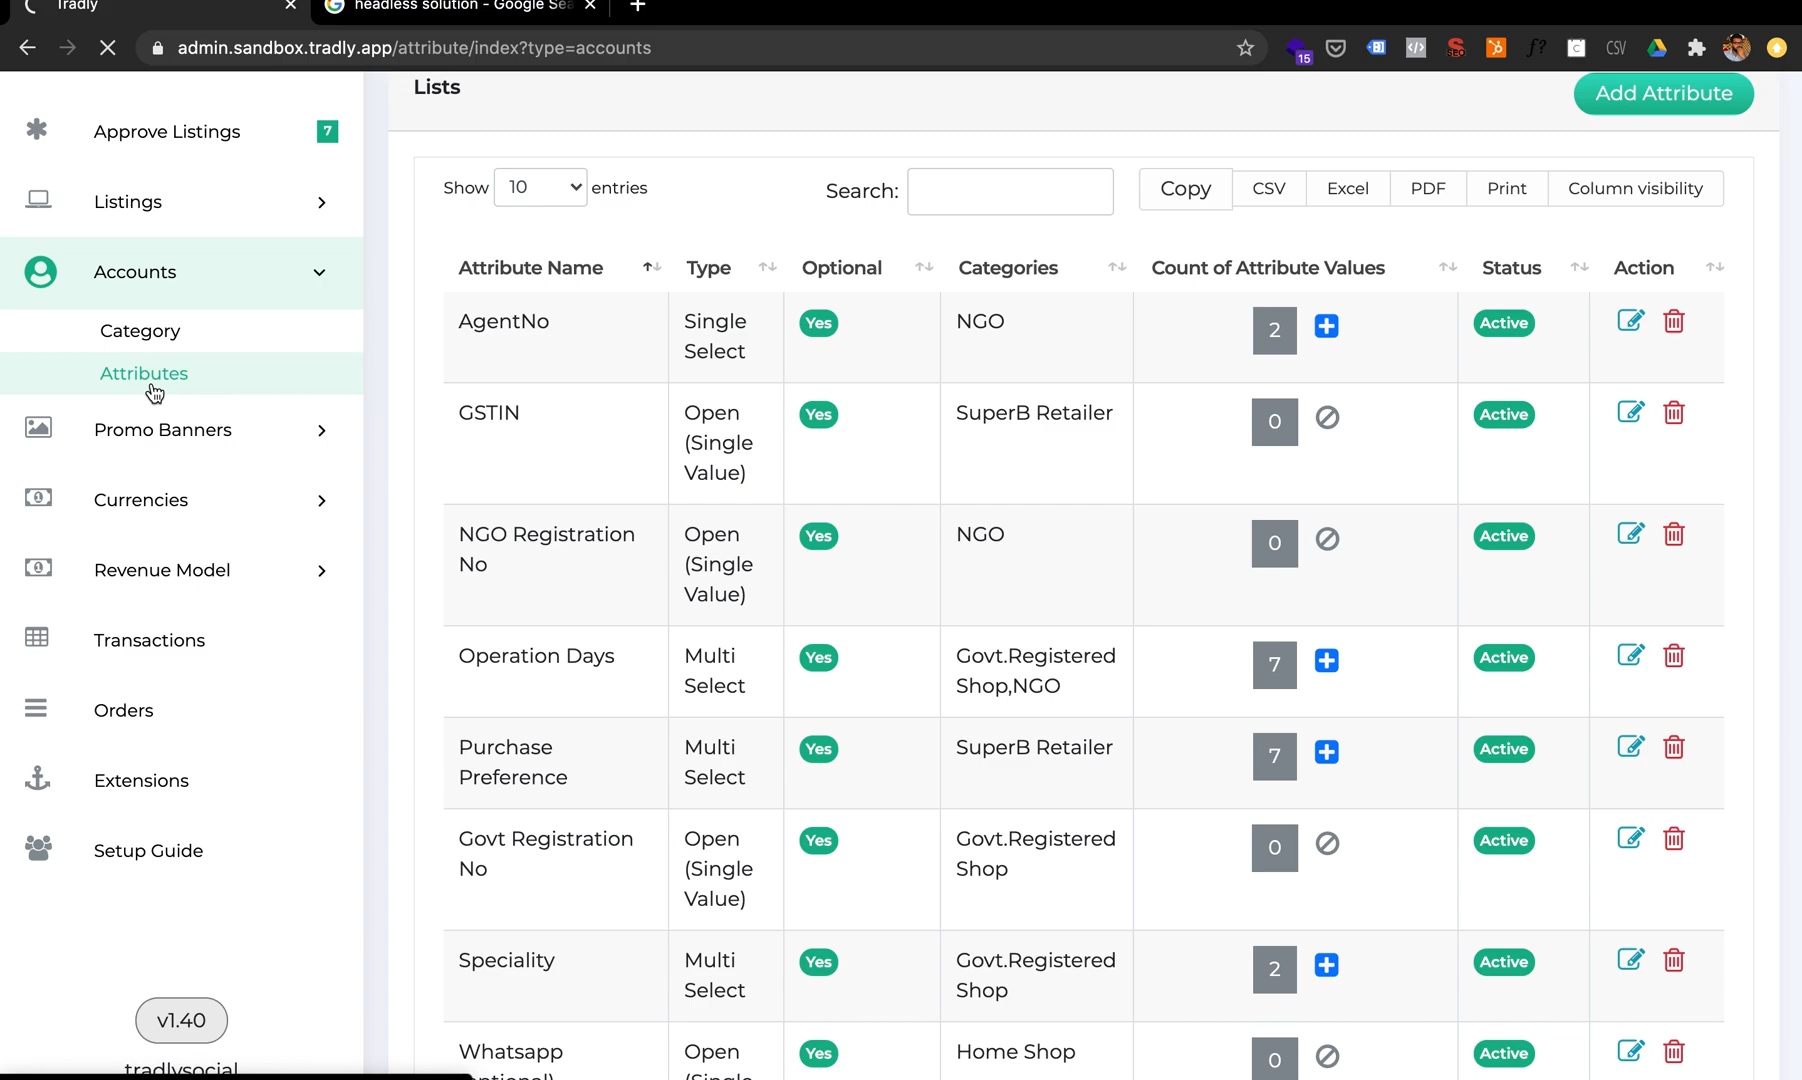 Tradly
headless solution - Google Sea
admin.sandbox.tradly.app/attribute/index?type=accounts
15
CSV
Approve Listings 7
Listings
Accounts
Category
Attributes
Promo Banners
Currencies
Revenue Model
Transactions
Orders
Extensions
Setup Guide
v1.40
tradlysocial
Lists
Add Attribute
Show 10 entries
Search:
Copy CSV Excel PDF Print Column visibility
Attribute Name Type Optional Categories Count of Attribute Values Status Action
AgentNo Single Yes NGO 2 Active
Select
GSTIN Open Yes SuperB Retailer 0 Active
(Single
Value)
NGO Registration Open Yes NGO 0 Active
No (Single
Value)
Operation Days Multi Yes Govt.Registered 7 Active
Select Shop,NGO
Purchase Multi Yes SuperB Retailer 7 Active
Preference Select
Govt Registration Open Yes Govt.Registered 0 Active
No (Single Shop
Value)
Speciality Multi Yes Govt.Registered 2 Active
Select Shop
Whatsapp Open Yes Home Shop 0 Active